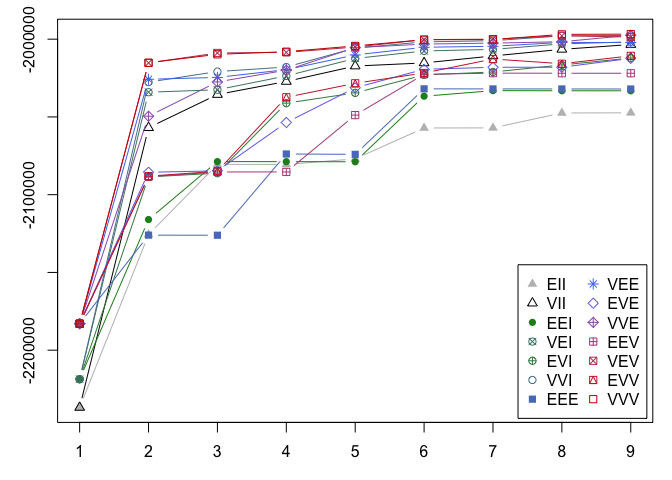 -2000000
-2100000
-2200000
EII VEE
VII EVE
EEI VVE
VEI EEV
EVI VEV
VVI EVV
EEE VVV
1 2 3 4 5 6 7 8 9